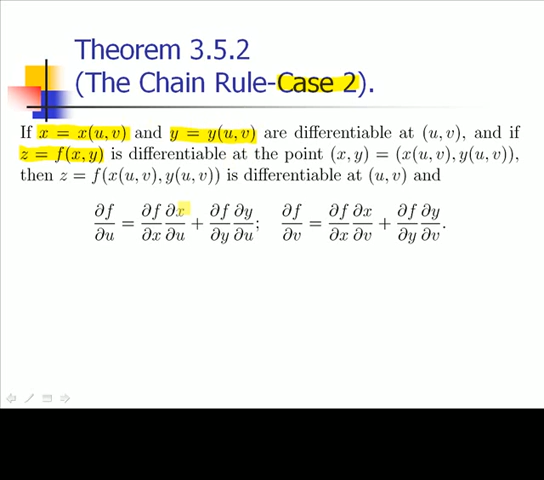 Theorem 3.5.2
(The Chain Rule-Case 2).
If x = x(u, v) and y = y(u, v) are differentiable at (u, v), and if
z = f(x, y) is differentiable at the point (x, y) = (x(u, v), y(u, v)),
then z = f(x(u, v), y(u, v)) is differentiable at (u, v) and
∂f/∂u = ∂f/∂x ∂x/∂u + ∂f/∂y ∂y/∂u; ∂f/∂v = ∂f/∂x ∂x/∂v + ∂f/∂y ∂y/∂v.